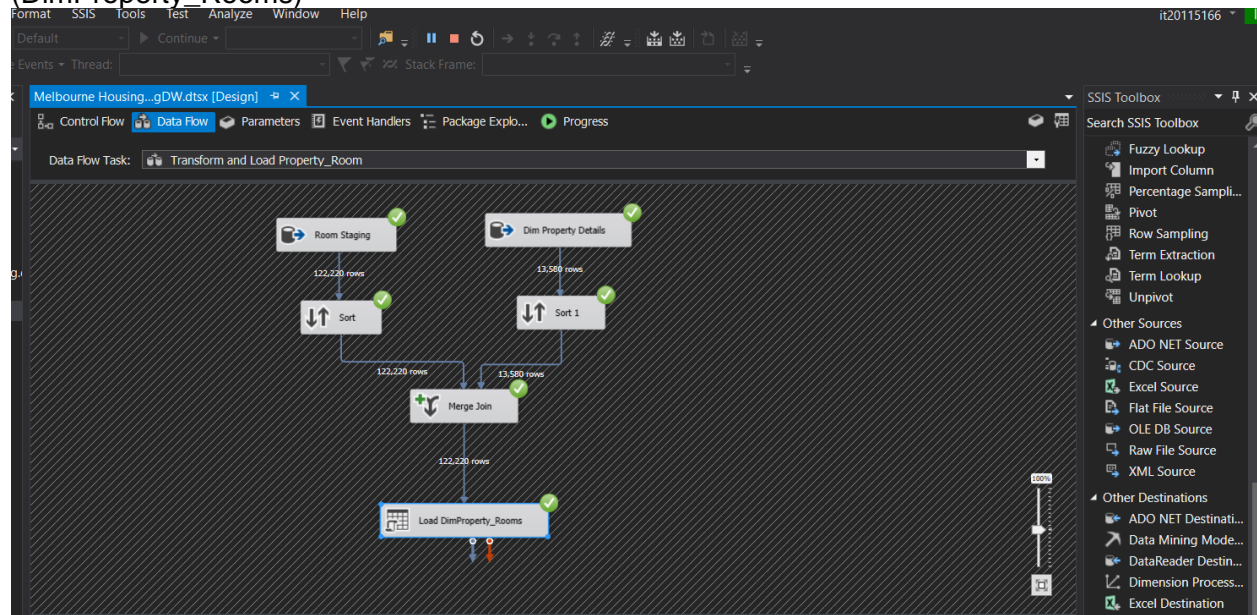 (DimProperty_Rooms)
Format SSIS Tools Test Analyze Window Help it20115166
Default Continue
Events Thread: Stack Frame:
Melbourne Housing...gDW.dtsx [Design]
SSIS Toolbox
Control Flow Data Flow Parameters Event Handlers Package Explo... Progress
Search SSIS Toolbox
Data Flow Task: Transform and Load Property_Room
Fuzzy Lookup
Import Column
Percentage Sampli...
Pivot
Row Sampling
Term Extraction
Term Lookup
Unpivot
Other Sources
ADO NET Source
CDC Source
Excel Source
Flat File Source
OLE DB Source
Raw File Source
XML Source
Other Destinations
ADO NET Destinati...
Data Mining Mode...
DataReader Destin...
Dimension Process...
Excel Destination
Room Staging
Dim Property Details
122,220 rows
13,580 rows
Sort
Sort 1
122,220 rows
13,580 rows
Merge Join
122,220 rows
Load DimProperty_Rooms
100%